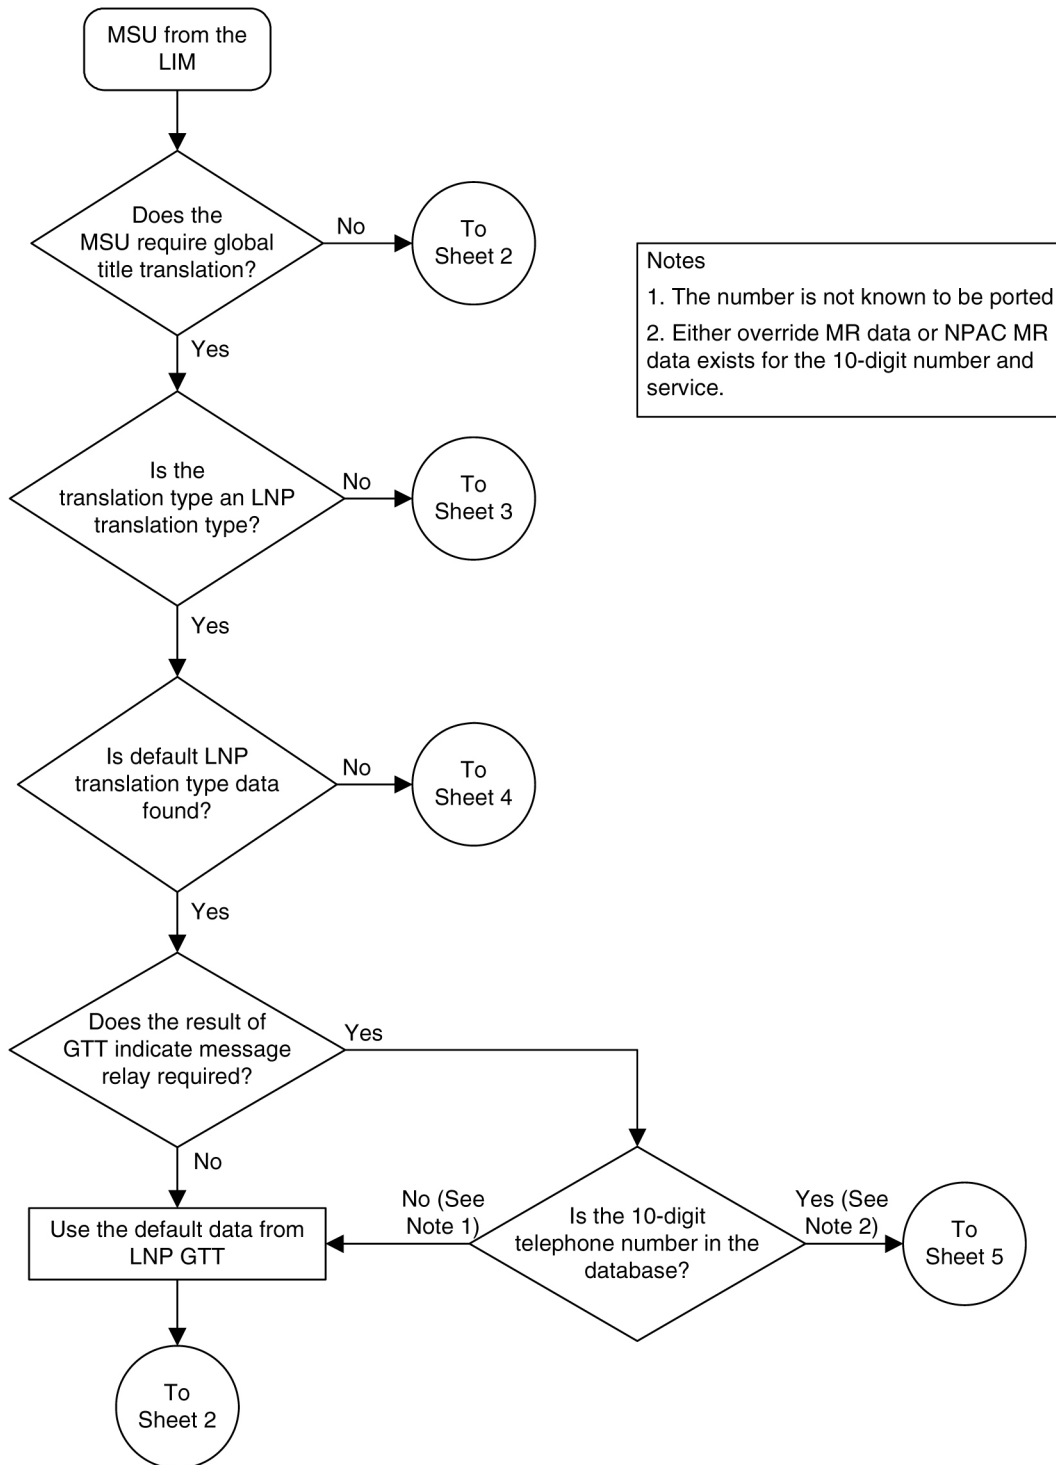 MSU from the
LIM
Does the
MSU require global
title translation?
No
To
Sheet 2
Notes
1. The number is not known to be ported
2. Either override MR data or NPAC MR
data exists for the 10-digit number and
service.
Yes
Is the
translation type an LNP
translation type?
No
To
Sheet 3
Yes
Is default LNP
translation type data
found?
No
To
Sheet 4
Yes
Does the result of
GTT indicate message
relay required?
Yes
No
Use the default data from
LNP GTT
No (See
Note 1)
Is the 10-digit
telephone number in the
database?
Yes (See
Note 2)
To
Sheet 5
To
Sheet 2